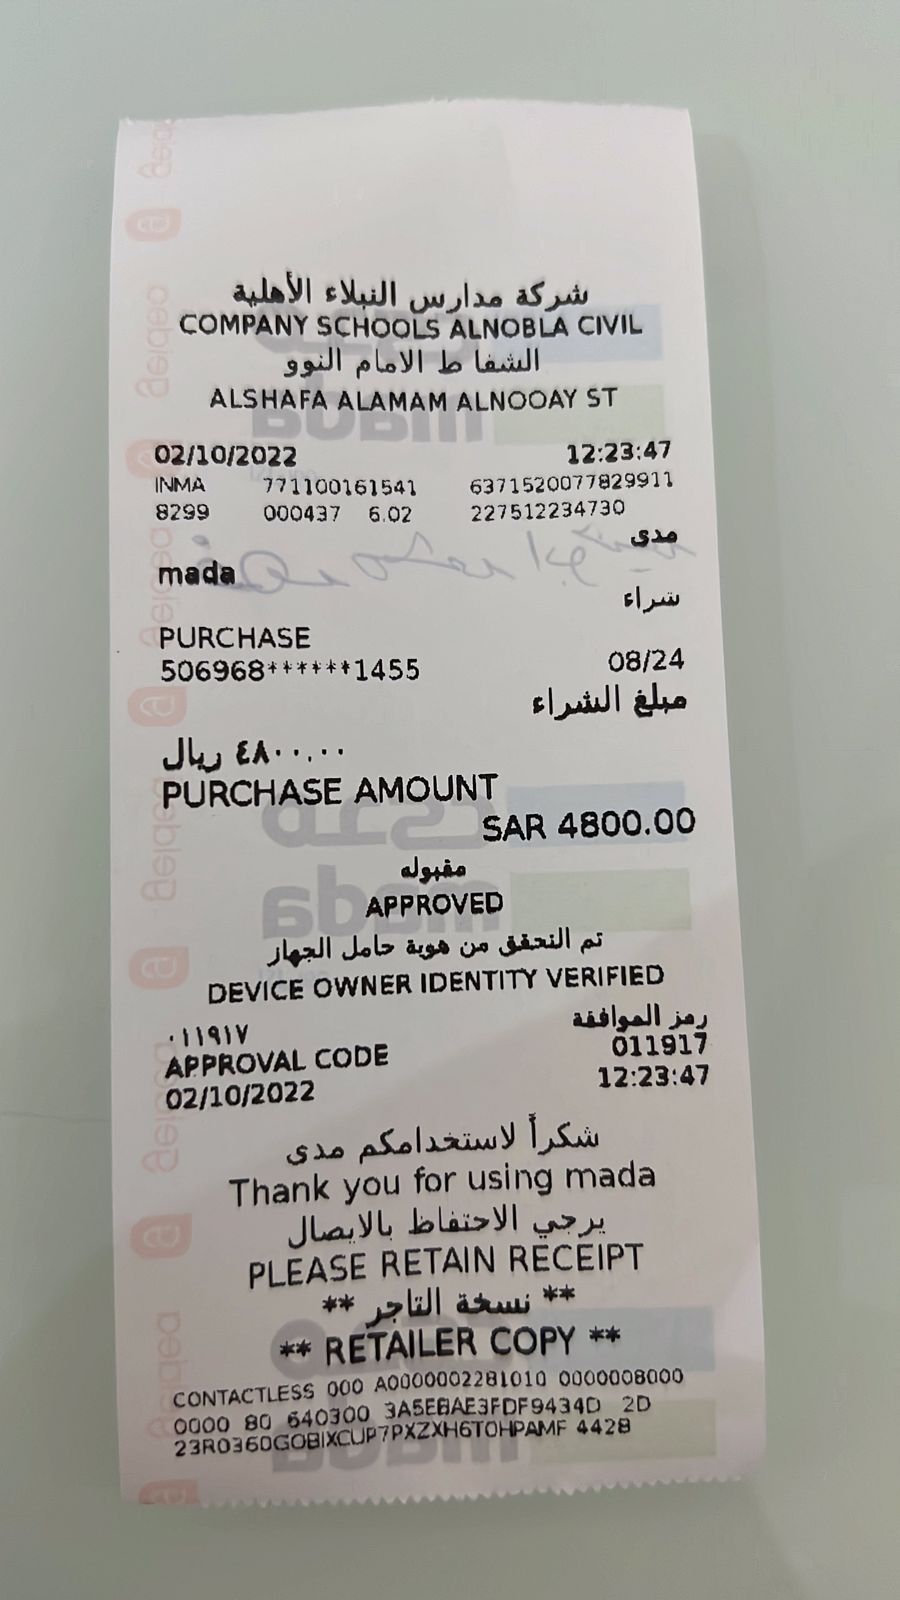 شركة مدارس النبلاء الأهلية
COMPANY SCHOOLS ALNOBLA CIVIL
الشفا ط الامام النوو
ALSHAFA ALAMAM ALNOOAY ST
02/10/2022 12:23:47
INMA 771100161541 6371520077829911
8299 000437 6.02 227512234730
مدى
mada
شراء
PURCHASE
506968******1455 08/24
مبلغ الشراء
٤٨٠٠.٠٠ ريال
PURCHASE AMOUNT
SAR 4800.00
مقبوله
APPROVED
تم التحقق من هوية حامل الجهاز
DEVICE OWNER IDENTITY VERIFIED
رمز الموافقة ٠١١٩١٧
APPROVAL CODE 011917
02/10/2022 12:23:47
شكراً لاستخدامكم مدى
Thank you for using mada
يرجي الاحتفاظ بالايصال
PLEASE RETAIN RECEIPT
** نسخة التاجر **
** RETAILER COPY **
CONTACTLESS 000 A0000002281010 0000008000
0000 80 640300 3A5EBAE3FDF9434D 2D
23R0360GOBIXCUP7PXZXH6T0HPAMF 4428